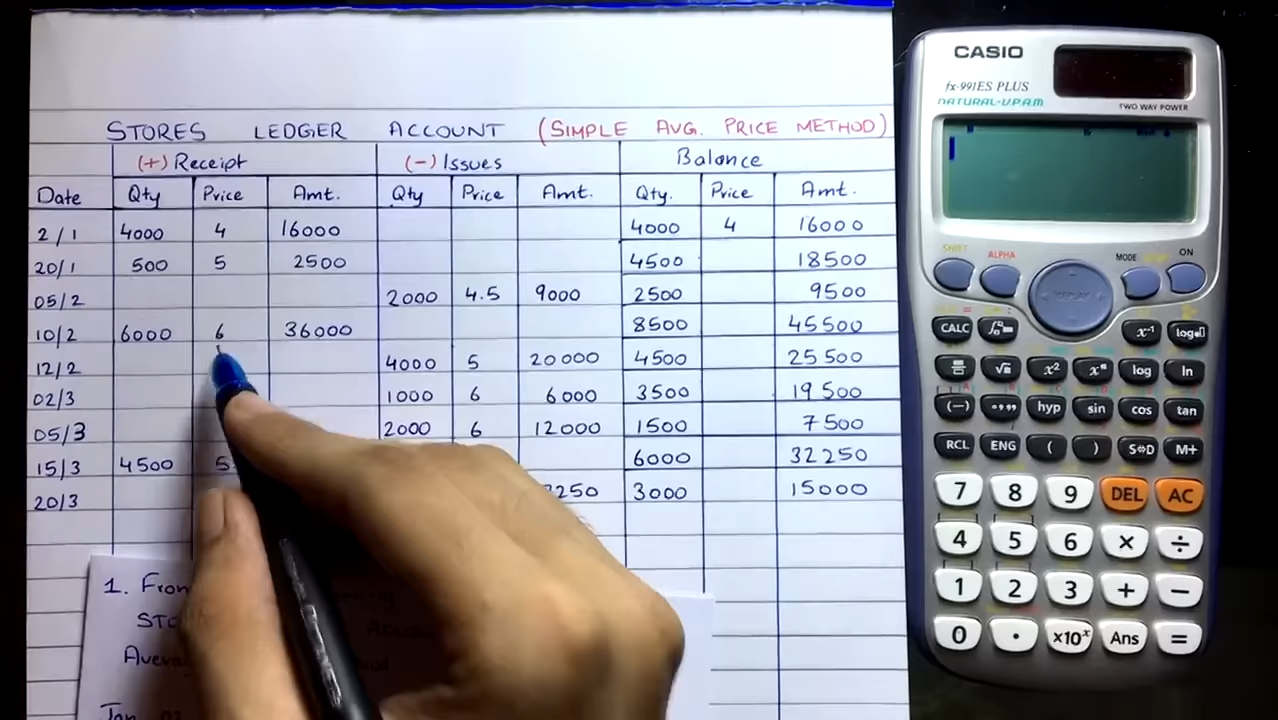 STORES LEDGER ACCOUNT (SIMPLE AVG. PRICE METHOD)
(+) Receipt (-) Issues Balance
Date Qty Price Amt. Qty Price Amt. Qty. Price Amt.
2/1 4000 4 16000 4000 4 16000
20/1 500 5 2500 4500 18500
05/2 2000 4.5 9000 2500 9500
10/2 6000 6 36000 8500 45500
12/2 4000 5 20000 4500 25500
02/3 1000 6 6000 3500 19500
05/3 2000 6 12000 1500 7500
15/3 4500 5 6000 32250
20/3 250 3000 15000
1.
CASIO
fx-991ES PLUS
NATURAL-V.P.A.M.
TWO WAY POWER
SHIFT ALPHA MODE ON
REPLAY
CALC x⁻¹ log
√ x² log ln
(−) hyp sin cos tan
RCL ENG ( ) S⇔D M+
7 8 9 DEL AC
4 5 6 × ÷
1 2 3 + −
0 • ×10ˣ Ans =